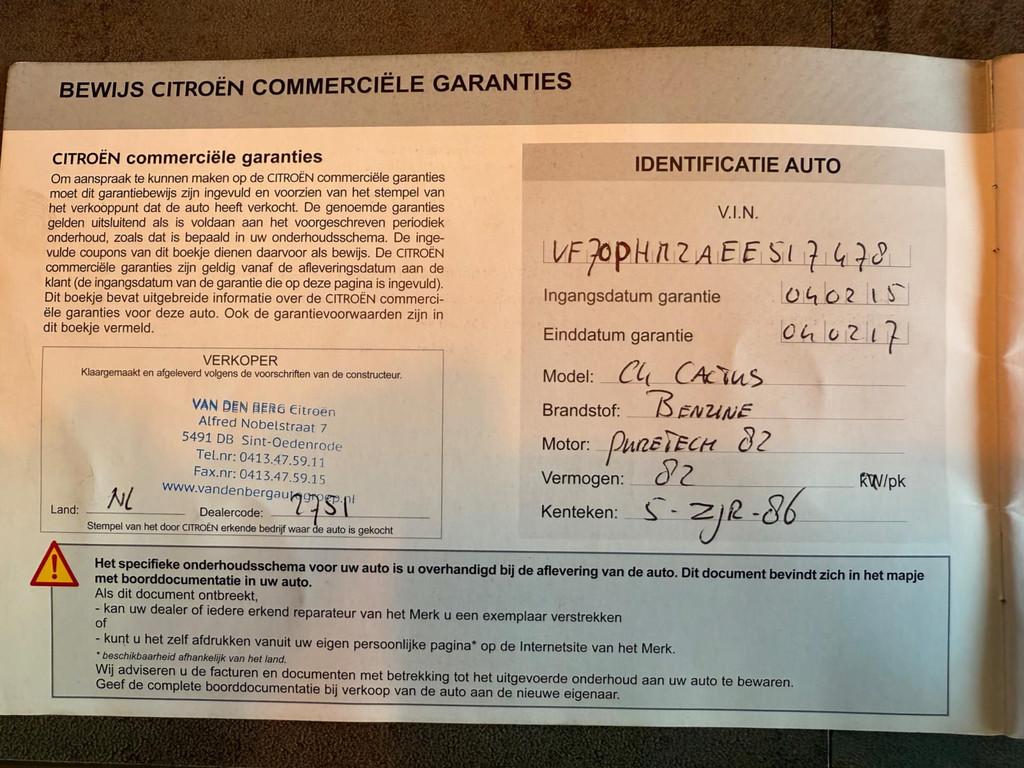 BEWIJS CITROËN COMMERCIËLE GARANTIES
CITROËN commerciële garanties
Om aanspraak te kunnen maken op de CITROËN commerciële garanties
moet dit garantiebewijs zijn ingevuld en voorzien van het stempel van
het verkooppunt dat de auto heeft verkocht. De genoemde garanties
gelden uitsluitend als is voldaan aan het voorgeschreven periodiek
onderhoud, zoals dat is bepaald in uw onderhoudsschema. De inge-
vulde coupons van dit boekje dienen daarvoor als bewijs. De CITROËN
commerciële garanties zijn geldig vanaf de afleveringsdatum aan de
klant (de ingangsdatum van de garantie die op deze pagina is ingevuld).
Dit boekje bevat uitgebreide informatie over de CITROËN commerci-
ële garanties voor deze auto. Ook de garantievoorwaarden zijn in
dit boekje vermeld.
VERKOPER
Klaargemaakt en afgeleverd volgens de voorschriften van de constructeur.
VAN DEN BERG Citroën
Alfred Nobelstraat 7
5491 DB Sint-Oedenrode
Tel.nr: 0413.47.59.11
Fax.nr: 0413.47.59.15
www.vandenbergautogroep.nl
Land: NL Dealercode: 2751
Stempel van het door CITROËN erkende bedrijf waar de auto is gekocht
IDENTIFICATIE AUTO
V.I.N.
VF70PHMZAEE517478
Ingangsdatum garantie 040215
Einddatum garantie 040217
Model: C4 CACTUS
Brandstof: BENZINE
Motor: PURETECH 82
Vermogen: 82 KW/pk
Kenteken: 5-ZJR-86
Het specifieke onderhoudsschema voor uw auto is u overhandigd bij de aflevering van de auto. Dit document bevindt zich in het mapje
met boorddocumentatie in uw auto.
Als dit document ontbreekt,
- kan uw dealer of iedere erkend reparateur van het Merk u een exemplaar verstrekken
of
- kunt u het zelf afdrukken vanuit uw eigen persoonlijke pagina* op de Internetsite van het Merk.
* beschikbaarheid afhankelijk van het land.
Wij adviseren u de facturen en documenten met betrekking tot het uitgevoerde onderhoud aan uw auto te bewaren.
Geef de complete boorddocumentatie bij verkoop van de auto aan de nieuwe eigenaar.